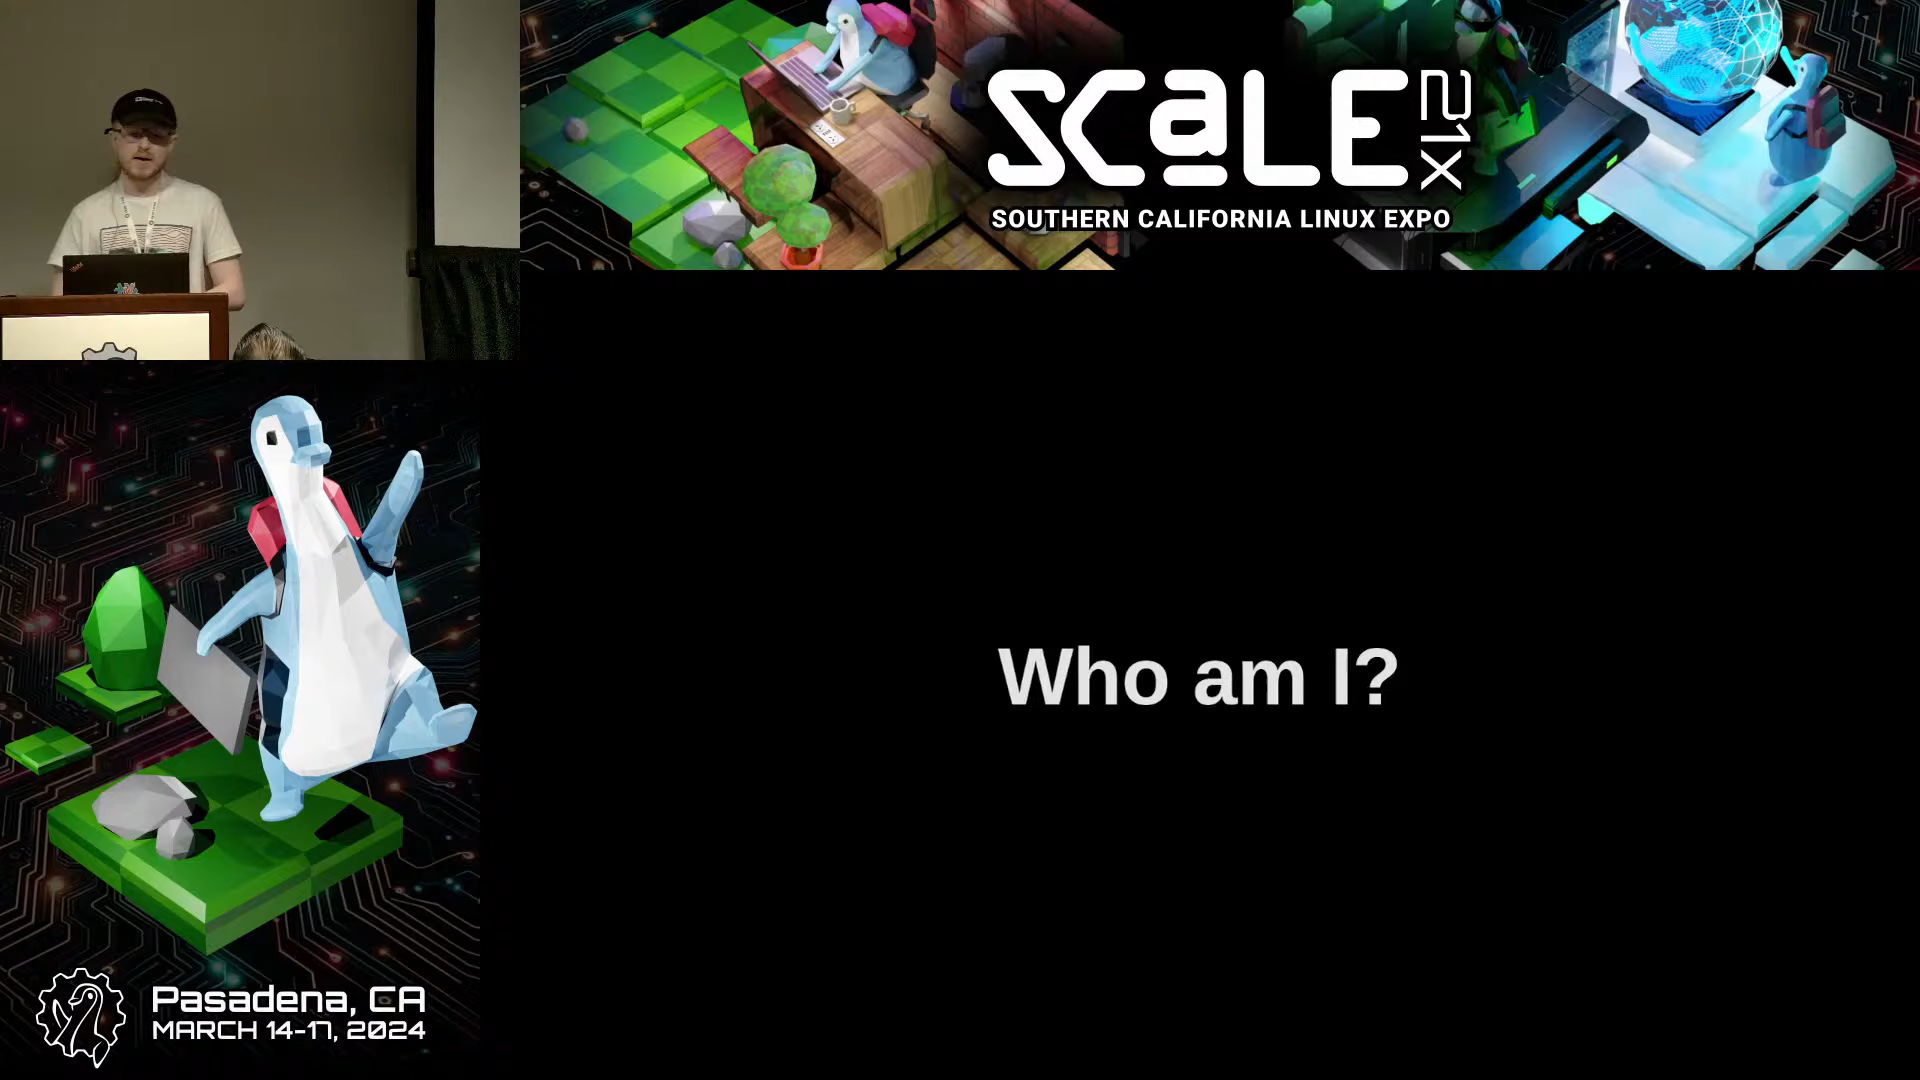 SCaLE 21x
SOUTHERN CALIFORNIA LINUX EXPO
Who am I?
Pasadena, CA
MARCH 14-17, 2024